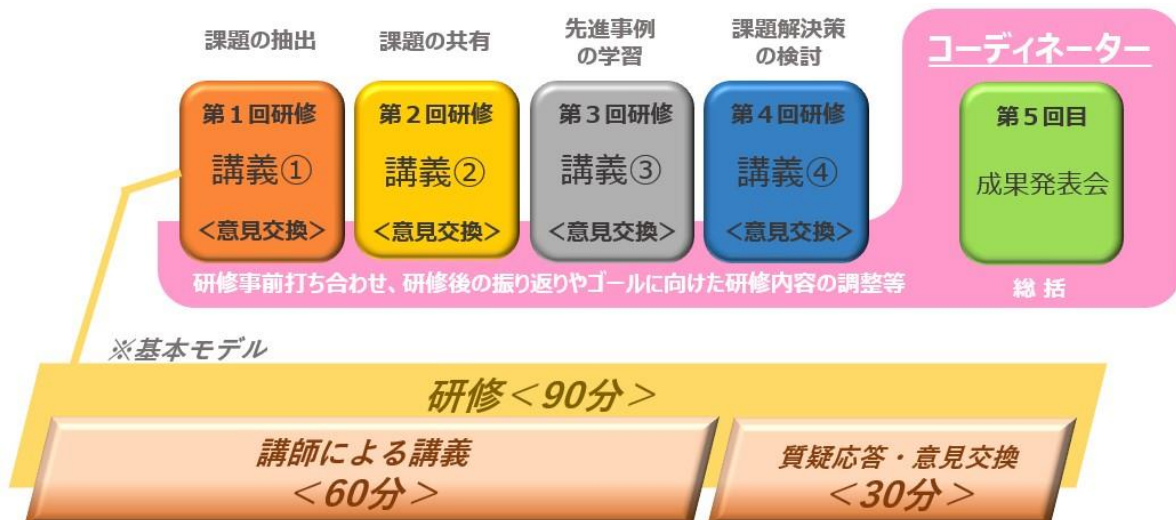 課題の抽出
課題の共有
先進事例
の学習
課題解決策
の検討
コーディネーター
第１回研修
講義①
<意見交換>
第２回研修
講義②
<意見交換>
第３回研修
講義③
<意見交換>
第４回研修
講義④
<意見交換>
第５回目
成果発表会
研修事前打ち合わせ、研修後の振り返りやゴールに向けた研修内容の調整等
総 括
※基本モデル
研修＜90分＞
講師による講義
＜60分＞
質疑応答・意見交換
＜30分＞